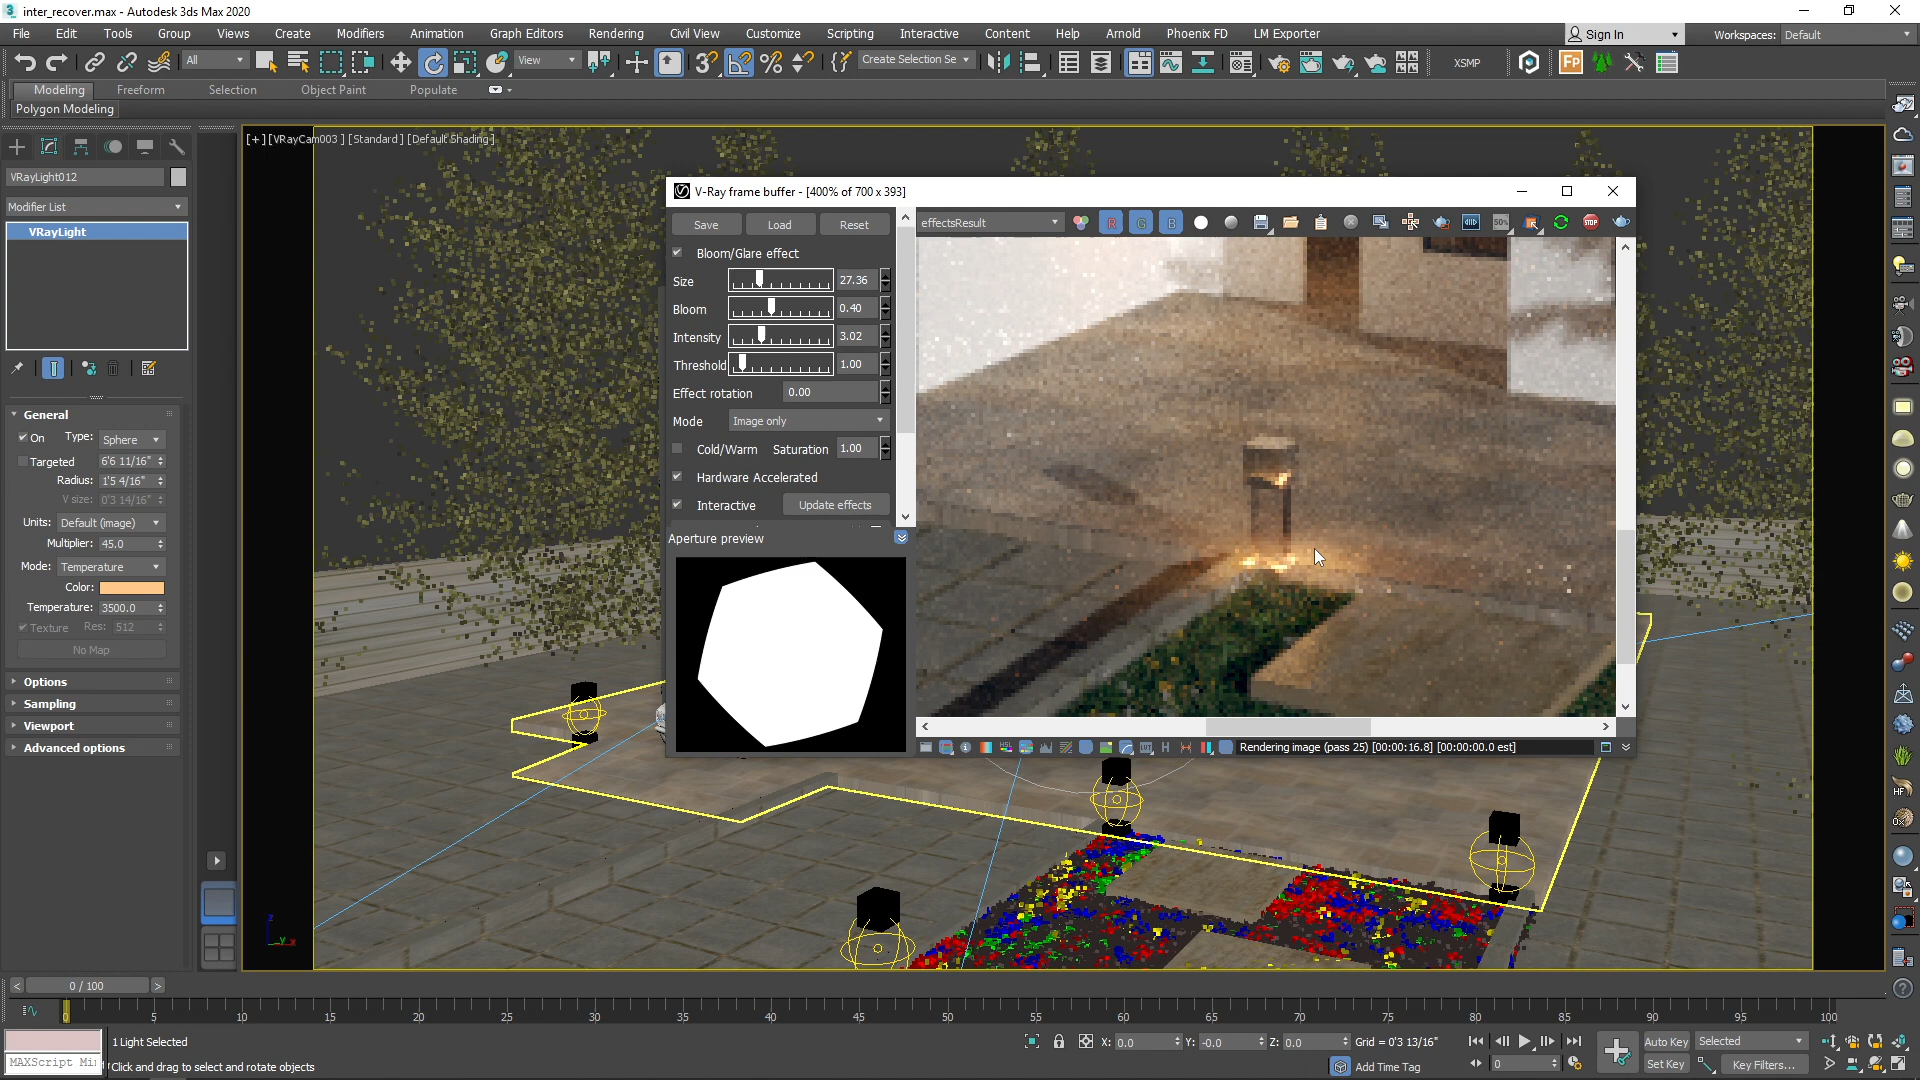 inter_recover.max - Autodesk 3ds Max 2020
File Edit Tools Group Views Create Modifiers Animation Graph Editors Rendering Civil View Customize Scripting Interactive Content Help Arnold Phoenix FD LM Exporter
Sign In Workspaces: Default
All View Create Selection Se XSMP Fp
Modeling Freeform Selection Object Paint Populate
Polygon Modeling
[+] [VRayCam003 ] [Standard ] [Default Shading ]
VRayLight012
Modifier List
VRayLight
General
On Type: Sphere
Targeted 6'6 11/16"
Radius: 1'5 4/16"
V size: 0'3 14/16"
Units: Default (image)
Multiplier: 45.0
Mode: Temperature
Color:
Temperature: 3500.0
Texture Res: 512
No Map
Options
Sampling
Viewport
Advanced options
V-Ray frame buffer - [400% of 700 x 393]
Save Load Reset
effectsResult R G B 50% STOP
Bloom/Glare effect
Size 27.36
Bloom 0.40
Intensity 3.02
Threshold 1.00
Effect rotation 0.00
Mode Image only
Cold/Warm Saturation 1.00
Hardware Accelerated
Interactive Update effects
Aperture preview
HSL LUT H Rendering image (pass 25) [00:00:16.8] [00:00:00.0 est]
HF
z y x
0 / 100
0 5 10 15 20 25 30 35 40 45 50 55 60 65 70 75 80 85 90 95 100
1 Light Selected
MAXScript Mi
Click and drag to select and rotate objects
X: 0.0 Y: -0.0 Z: 0.0 Grid = 0'3 13/16"
Add Time Tag
0
Auto Key Selected
Set Key Key Filters...